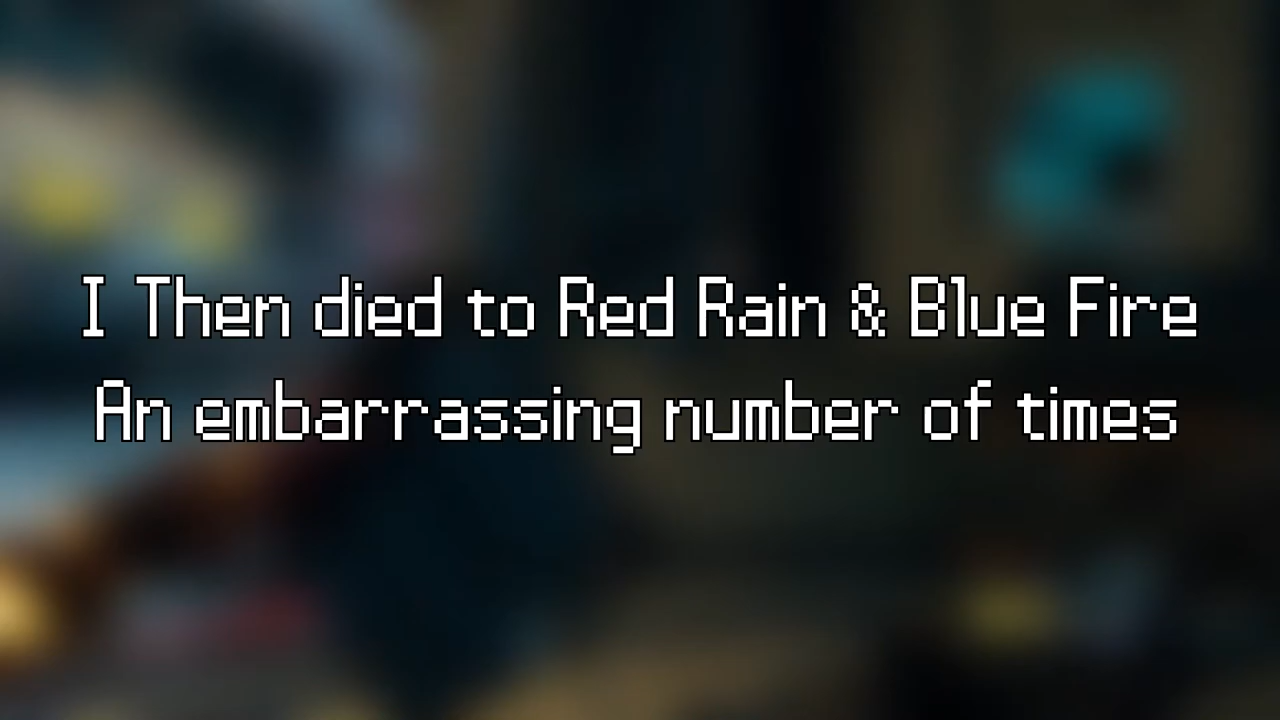 I Then died to Red Rain & Blue Fire
An embarrassing number of times